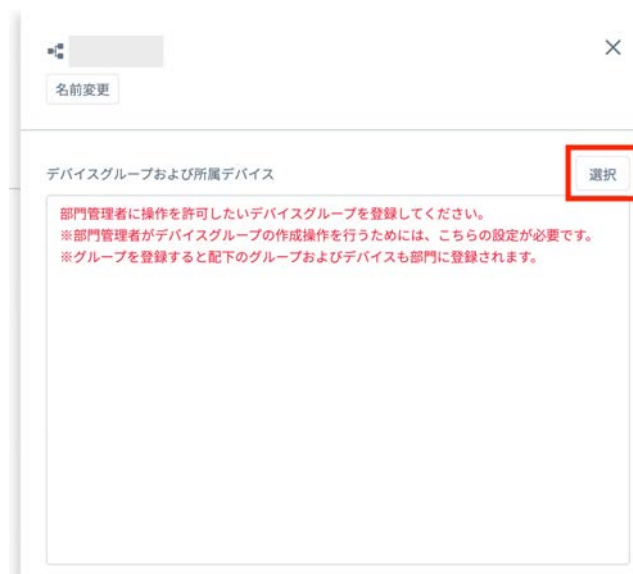 名前変更
デバイスグループおよび所属デバイス
選択
部門管理者に操作を許可したいデバイスグループを登録してください。
※部門管理者がデバイスグループの作成操作を行うためには、こちらの設定が必要です。
※グループを登録すると配下のグループおよびデバイスも部門に登録されます。